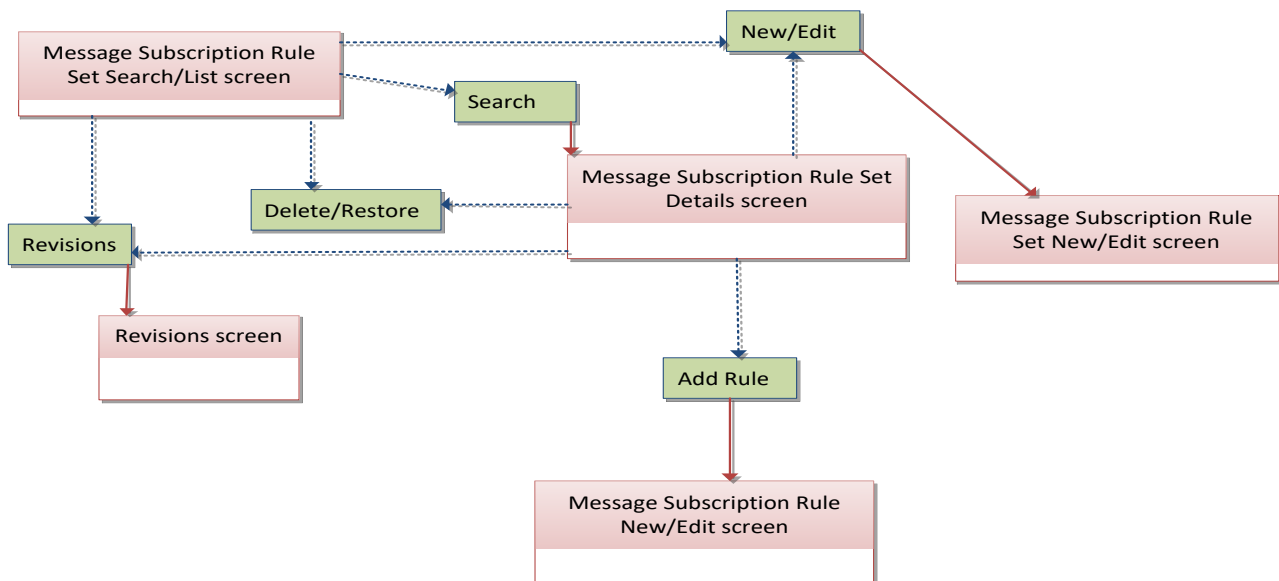 New/Edit
Message Subscription Rule
Set Search/List screen
Search
Message Subscription Rule Set
Details screen
Delete/Restore
Message Subscription Rule
Set New/Edit screen
Revisions
Revisions screen
Add Rule
Message Subscription Rule
New/Edit screen